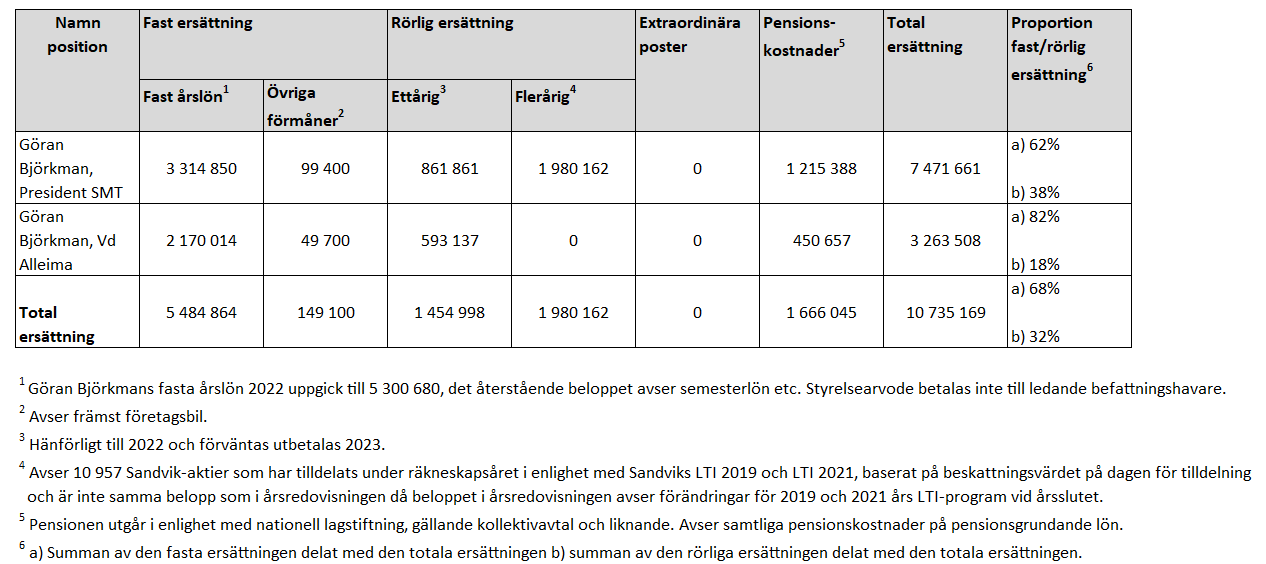 Namn position Fast ersättning Rörlig ersättning Extraordinära poster Pensions-kostnader5 Total ersättning Proportion fast/rörlig ersättning6
Fast årslön1 Övriga förmåner2 Ettårig3 Flerårig4
Göran Björkman, President SMT 3 314 850 99 400 861 861 1 980 162 0 1 215 388 7 471 661 a) 62% b) 38%
Göran Björkman, Vd Alleima 2 170 014 49 700 593 137 0 0 450 657 3 263 508 a) 82% b) 18%
Total ersättning 5 484 864 149 100 1 454 998 1 980 162 0 1 666 045 10 735 169 a) 68% b) 32%
1 Göran Björkmans fasta årslön 2022 uppgick till 5 300 680, det återstående beloppet avser semesterlön etc. Styrelsearvode betalas inte till ledande befattningshavare.
2 Avser främst företagsbil.
3 Hänförligt till 2022 och förväntas utbetalas 2023.
4 Avser 10 957 Sandvik-aktier som har tilldelats under räkneskapsåret i enlighet med Sandviks LTI 2019 och LTI 2021, baserat på beskattningsvärdet på dagen för tilldelning
och är inte samma belopp som i årsredovisningen då beloppet i årsredovisningen avser förändringar för 2019 och 2021 års LTI-program vid årsslutet.
5 Pensionen utgår i enlighet med nationell lagstiftning, gällande kollektivavtal och liknande. Avser samtliga pensionskostnader på pensionsgrundande lön.
6 a) Summan av den fasta ersättningen delat med den totala ersättningen b) summan av den rörliga ersättningen delat med den totala ersättningen.